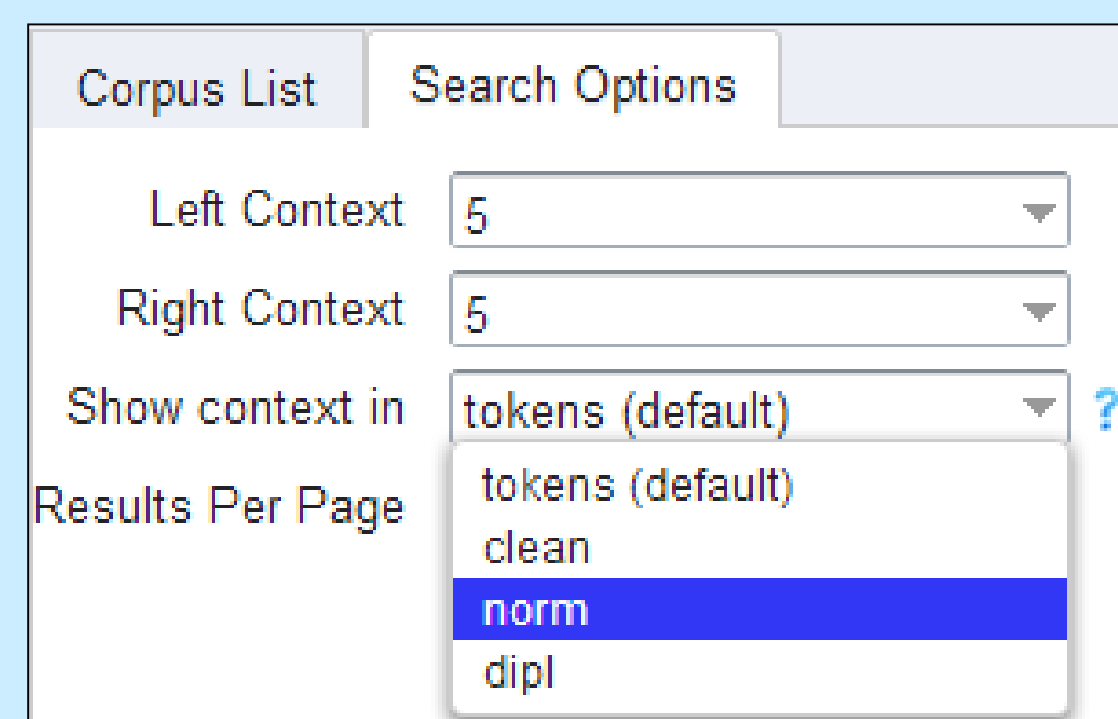 Corpus List Search Options
Left Context 5
Right Context 5
Show context in tokens (default) ?
Results Per Page
tokens (default)
clean
norm
dipl